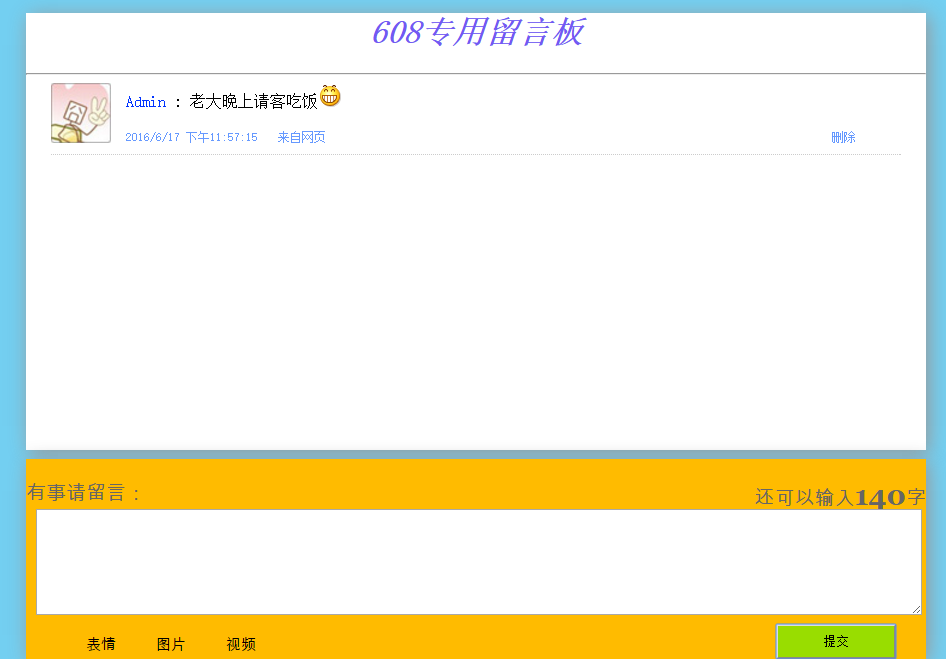 608专用留言板
Admin : 老大晚上请客吃饭
2016/6/17 下午11:57:15 来自网页 删除
有事请留言： 还可以输入140字
表情 图片 视频 提交